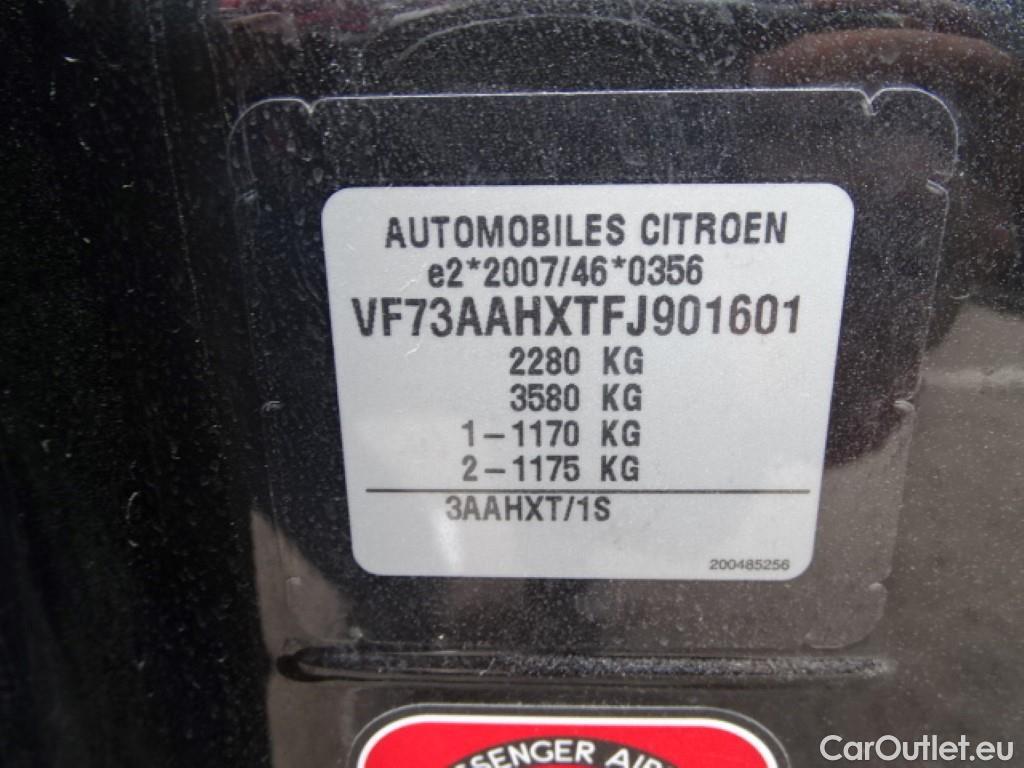 AUTOMOBILES CITROEN
e2*2007/46*0356
VF73AAHXTFJ901601
2280 KG
3580 KG
1-1170 KG
2-1175 KG
3AAHXT/1S
200485256
CarOutlet.eu